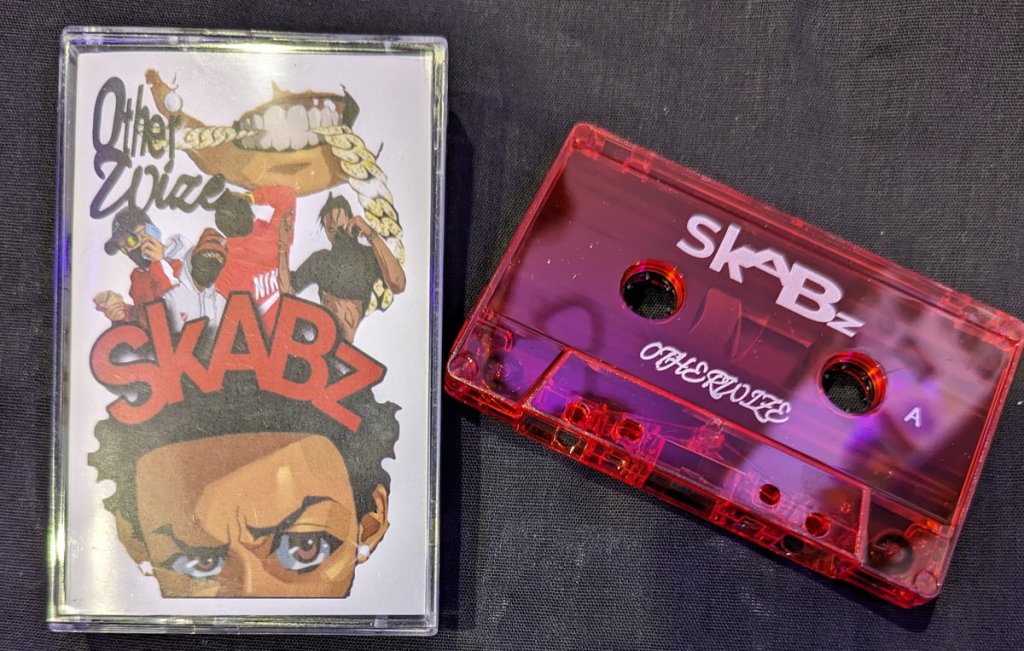 Other
Wize
NIK
SkABz
SkABz
OTHERWIZE
A